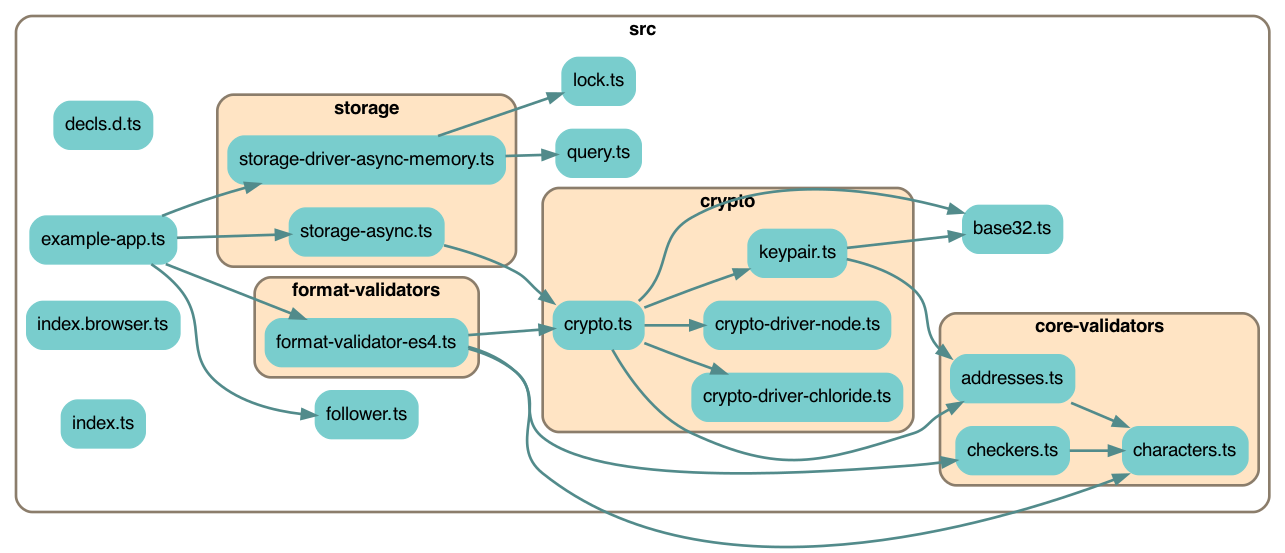 src
lock.ts
storage
decls.d.ts
storage-driver-async-memory.ts
query.ts
crypto
example-app.ts
storage-async.ts
keypair.ts
base32.ts
format-validators
index.browser.ts
format-validator-es4.ts
crypto.ts
crypto-driver-node.ts
core-validators
addresses.ts
crypto-driver-chloride.ts
index.ts
follower.ts
checkers.ts
characters.ts